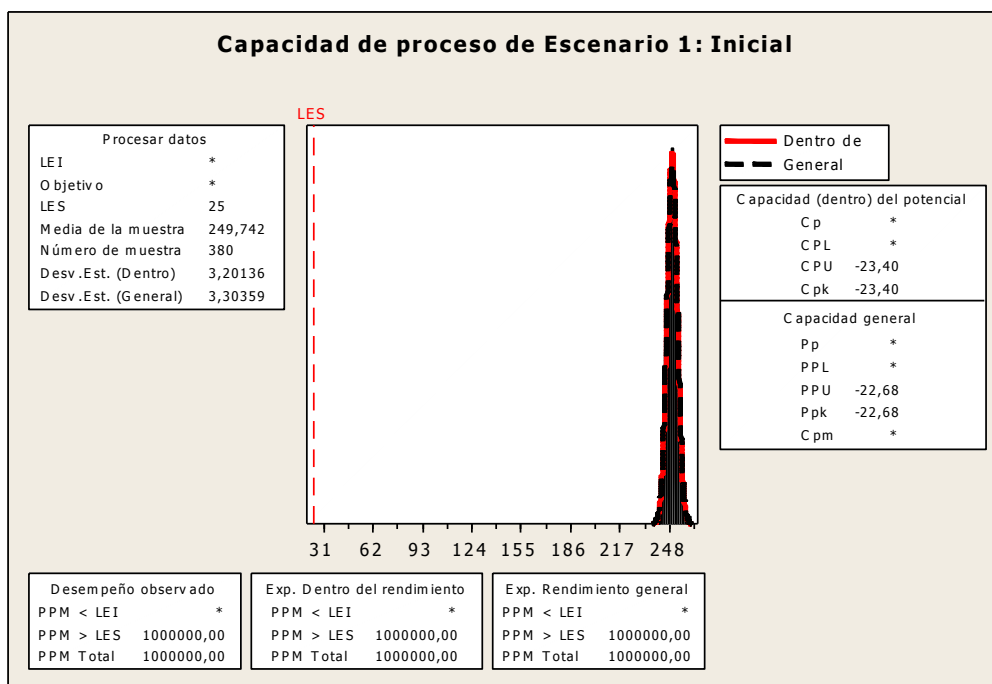 Capacidad de proceso de Escenario 1: Inicial
LES
Procesar datos
LEI *
Objetivo *
LES 25
Media de la muestra 249,742
Número de muestra 380
Desv.Est. (Dentro) 3,20136
Desv.Est. (General) 3,30359
Dentro de
General
Capacidad (dentro) del potencial
Cp *
CPL *
CPU -23,40
Cpk -23,40
Capacidad general
Pp *
PPL *
PPU -22,68
Ppk -22,68
Cpm *
31 62 93 124 155 186 217 248
Desempeño observado
PPM < LEI *
PPM > LES 1000000,00
PPM Total 1000000,00
Exp. Dentro del rendimiento
PPM < LEI *
PPM > LES 1000000,00
PPM Total 1000000,00
Exp. Rendimiento general
PPM < LEI *
PPM > LES 1000000,00
PPM Total 1000000,00